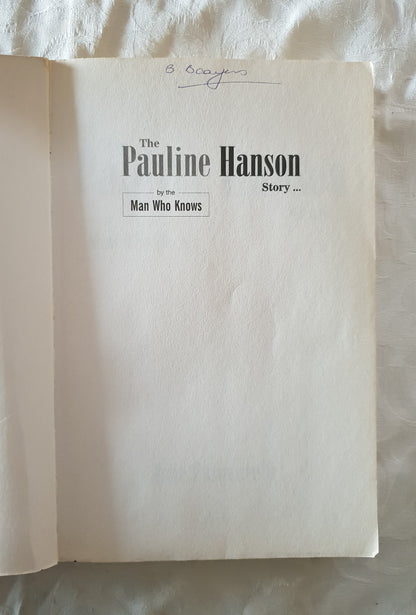 The
Pauline Hanson
Story ...
by the
Man Who Knows